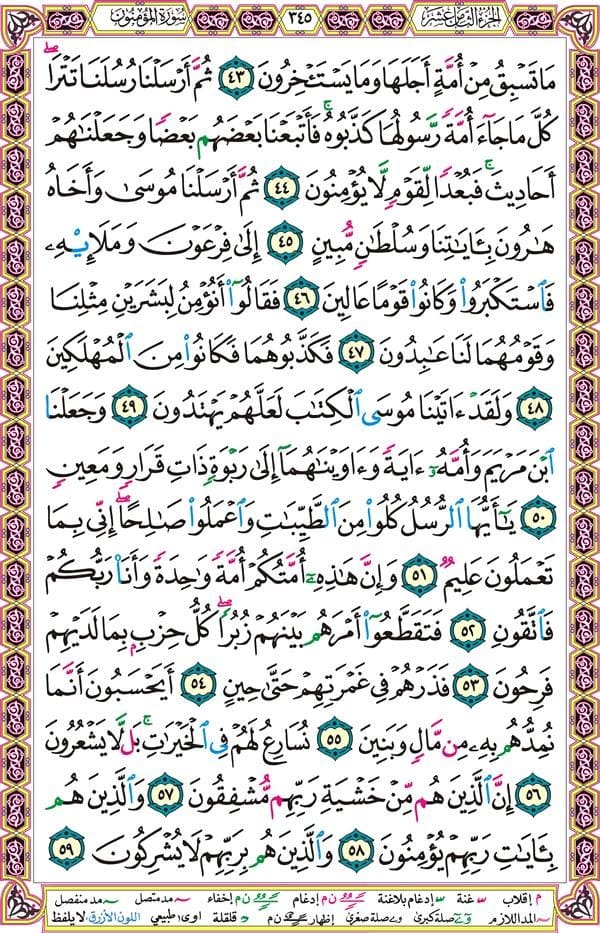 الجزء الثامن عشر ٣٤٥ سورة المؤمنون
مَا تَسْبِقُ مِنْ أُمَّةٍ أَجَلَهَا وَمَا يَسْتَـْٔخِرُونَ ٤٣ ثُمَّ أَرْسَلْنَا رُسُلَنَا تَتْرَا ۖ
كُلَّ مَا جَآءَ أُمَّةً رَّسُولُهَا كَذَّبُوهُ ۚ فَأَتْبَعْنَا بَعْضَهُم بَعْضًا وَجَعَلْنَٰهُمْ
أَحَادِيثَ ۚ فَبُعْدًا لِّقَوْمٍ لَّا يُؤْمِنُونَ ٤٤ ثُمَّ أَرْسَلْنَا مُوسَىٰ وَأَخَاهُ
هَٰرُونَ بِـَٔايَٰتِنَا وَسُلْطَٰنٍ مُّبِينٍ ٤٥ إِلَىٰ فِرْعَوْنَ وَمَلَإِي۟هِۦ
فَٱسْتَكْبَرُوا۟ وَكَانُوا۟ قَوْمًا عَالِينَ ٤٦ فَقَالُوٓا۟ أَنُؤْمِنُ لِبَشَرَيْنِ مِثْلِنَا
وَقَوْمُهُمَا لَنَا عَٰبِدُونَ ٤٧ فَكَذَّبُوهُمَا فَكَانُوا۟ مِنَ ٱلْمُهْلَكِينَ
٤٨ وَلَقَدْ ءَاتَيْنَا مُوسَى ٱلْكِتَٰبَ لَعَلَّهُمْ يَهْتَدُونَ ٤٩ وَجَعَلْنَا
ٱبْنَ مَرْيَمَ وَأُمَّهُۥٓ ءَايَةً وَءَاوَيْنَٰهُمَآ إِلَىٰ رَبْوَةٍ ذَاتِ قَرَارٍ وَمَعِينٍ
٥٠ يَٰٓأَيُّهَا ٱلرُّسُلُ كُلُوا۟ مِنَ ٱلطَّيِّبَٰتِ وَٱعْمَلُوا۟ صَٰلِحًا ۖ إِنِّى بِمَا
تَعْمَلُونَ عَلِيمٌ ٥١ وَإِنَّ هَٰذِهِۦٓ أُمَّتُكُمْ أُمَّةً وَٰحِدَةً وَأَنَا۠ رَبُّكُمْ
فَٱتَّقُونِ ٥٢ فَتَقَطَّعُوٓا۟ أَمْرَهُم بَيْنَهُمْ زُبُرًا ۖ كُلُّ حِزْبٍۭ بِمَا لَدَيْهِمْ
فَرِحُونَ ٥٣ فَذَرْهُمْ فِى غَمْرَتِهِمْ حَتَّىٰ حِينٍ ٥٤ أَيَحْسَبُونَ أَنَّمَا
نُمِدُّهُم بِهِۦ مِن مَّالٍ وَبَنِينَ ٥٥ نُسَارِعُ لَهُمْ فِى ٱلْخَيْرَٰتِ ۚ بَل لَّا يَشْعُرُونَ
٥٦ إِنَّ ٱلَّذِينَ هُم مِّنْ خَشْيَةِ رَبِّهِم مُّشْفِقُونَ ٥٧ وَٱلَّذِينَ هُم
بِـَٔايَٰتِ رَبِّهِمْ يُؤْمِنُونَ ٥٨ وَٱلَّذِينَ هُم بِرَبِّهِمْ لَا يُشْرِكُونَ ٥٩
م إقلاب غنة إدغام بلاغنة ن م إدغام ن م إخفاء مد متصل مد منفصل
المد اللازم صلة كبرى صلة صغرى إظهار ن م قلقلة اوى طبيعي اللون الأزرق لا يلفظ